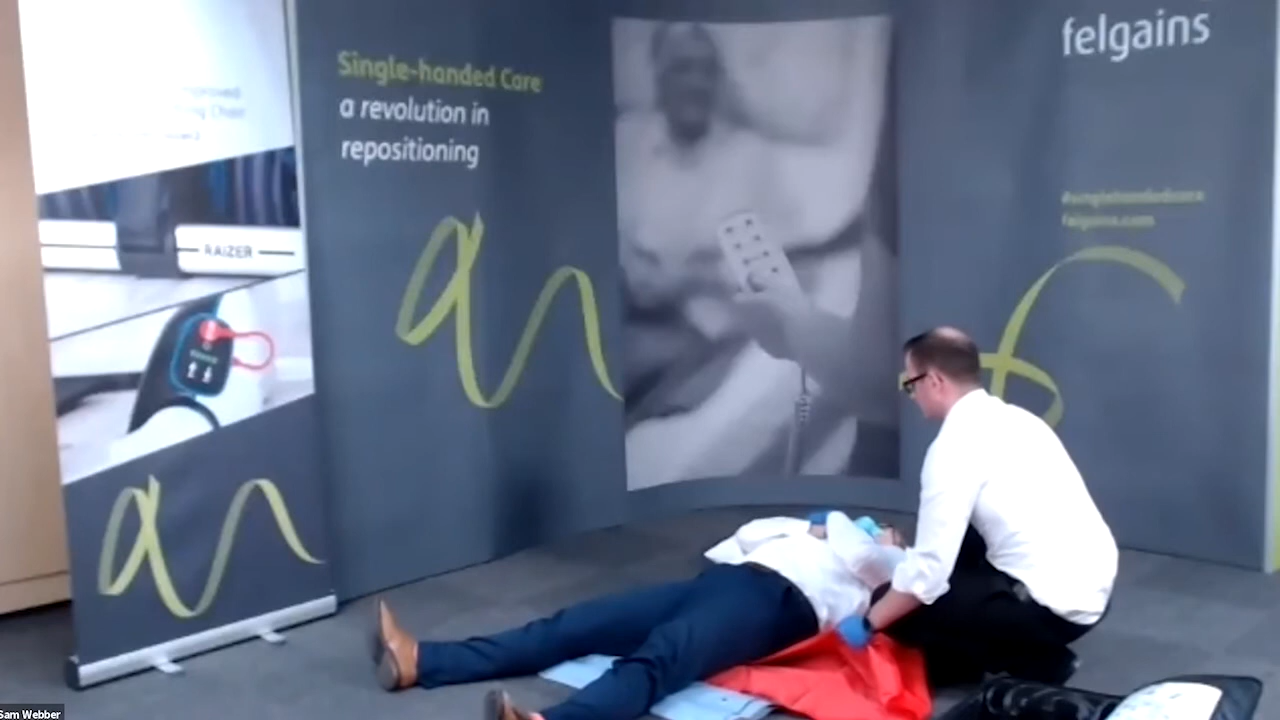 Single-handed Care
a revolution in
repositioning
felgains
#singlehandedcare
felgains.com
RAIZER
Sam Webber